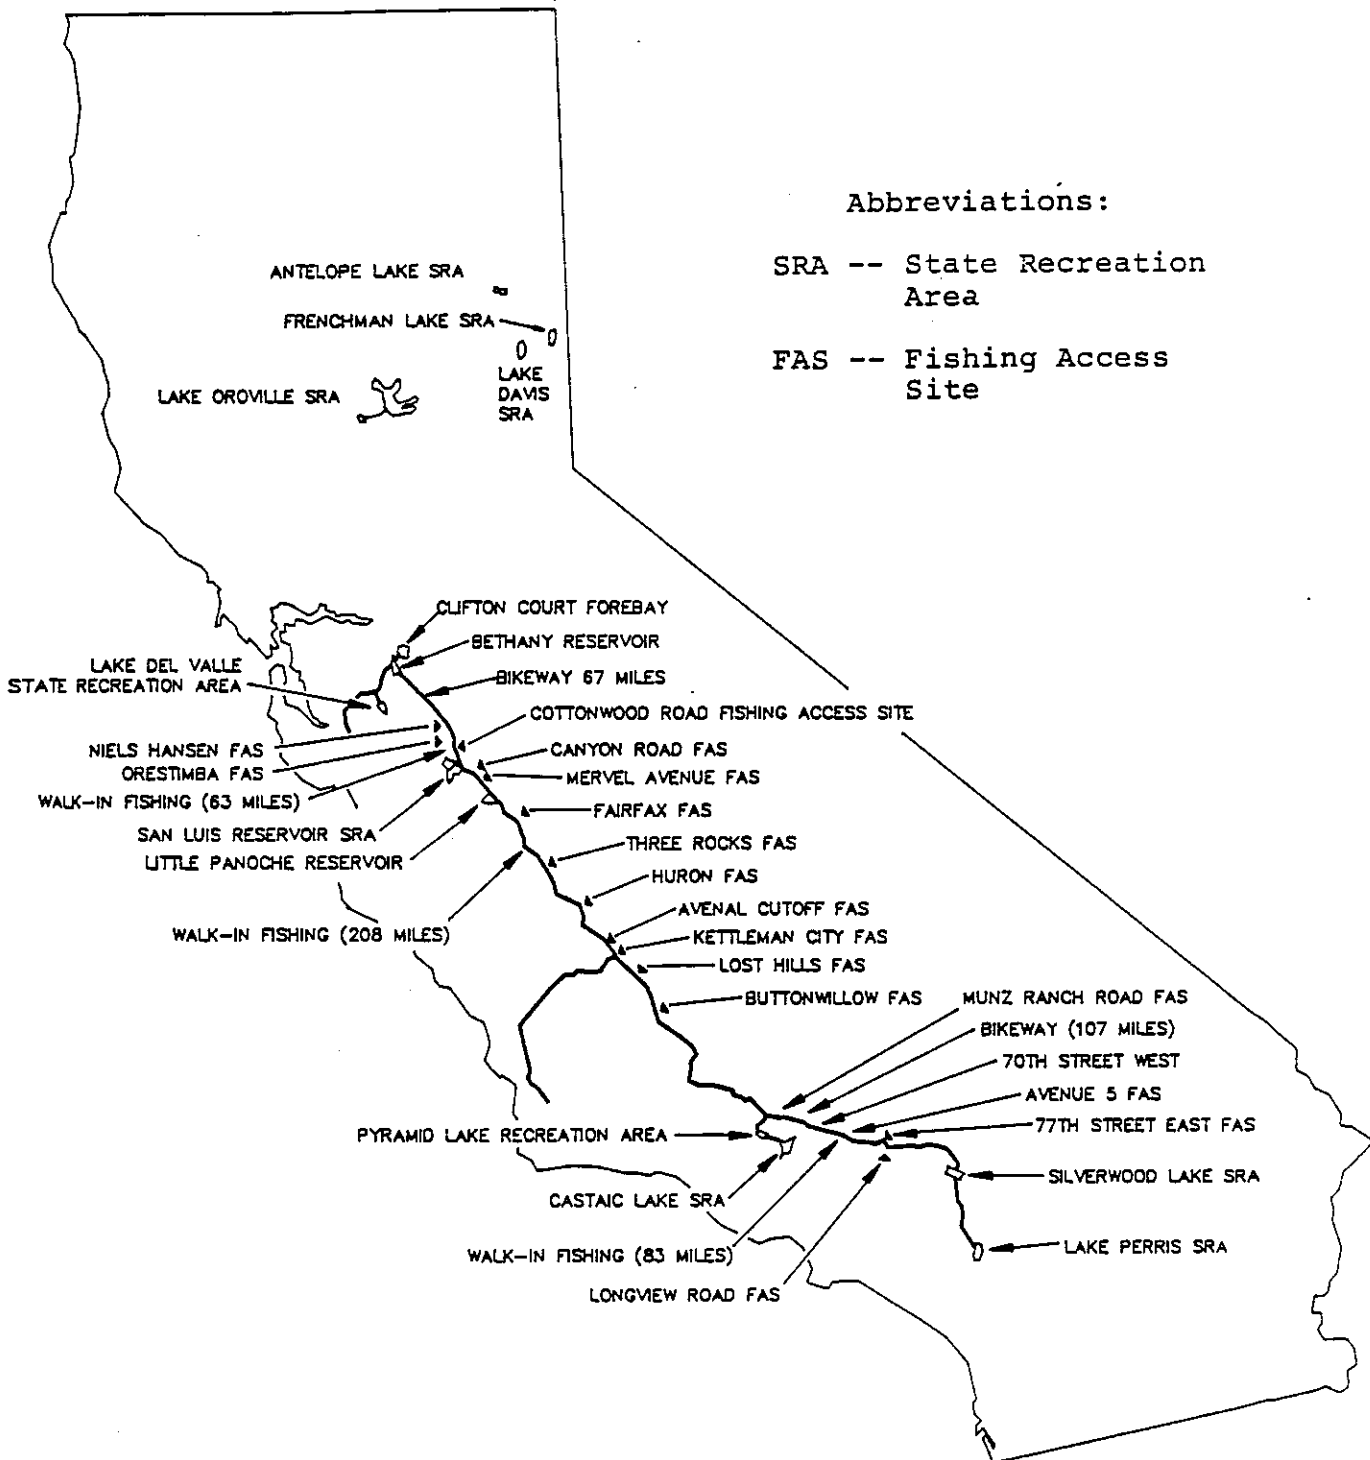 Abbreviations:
SRA -- State Recreation
Area
FAS -- Fishing Access
Site
ANTELOPE LAKE SRA
FRENCHMAN LAKE SRA
LAKE
DAVIS
SRA
LAKE OROVILLE SRA
CLIFTON COURT FOREBAY
BETHANY RESERVOIR
LAKE DEL VALLE
STATE RECREATION AREA
BIKEWAY 67 MILES
COTTONWOOD ROAD FISHING ACCESS SITE
NIELS HANSEN FAS
ORESTIMBA FAS
CANYON ROAD FAS
MERVEL AVENUE FAS
WALK-IN FISHING (63 MILES)
FAIRFAX FAS
SAN LUIS RESERVOIR SRA
LITTLE PANOCHE RESERVOIR
THREE ROCKS FAS
HURON FAS
AVENAL CUTOFF FAS
WALK-IN FISHING (208 MILES)
KETTLEMAN CITY FAS
LOST HILLS FAS
BUTTONWILLOW FAS
MUNZ RANCH ROAD FAS
BIKEWAY (107 MILES)
70TH STREET WEST
AVENUE 5 FAS
77TH STREET EAST FAS
PYRAMID LAKE RECREATION AREA
SILVERWOOD LAKE SRA
CASTAIC LAKE SRA
LAKE PERRIS SRA
WALK-IN FISHING (83 MILES)
LONGVIEW ROAD FAS